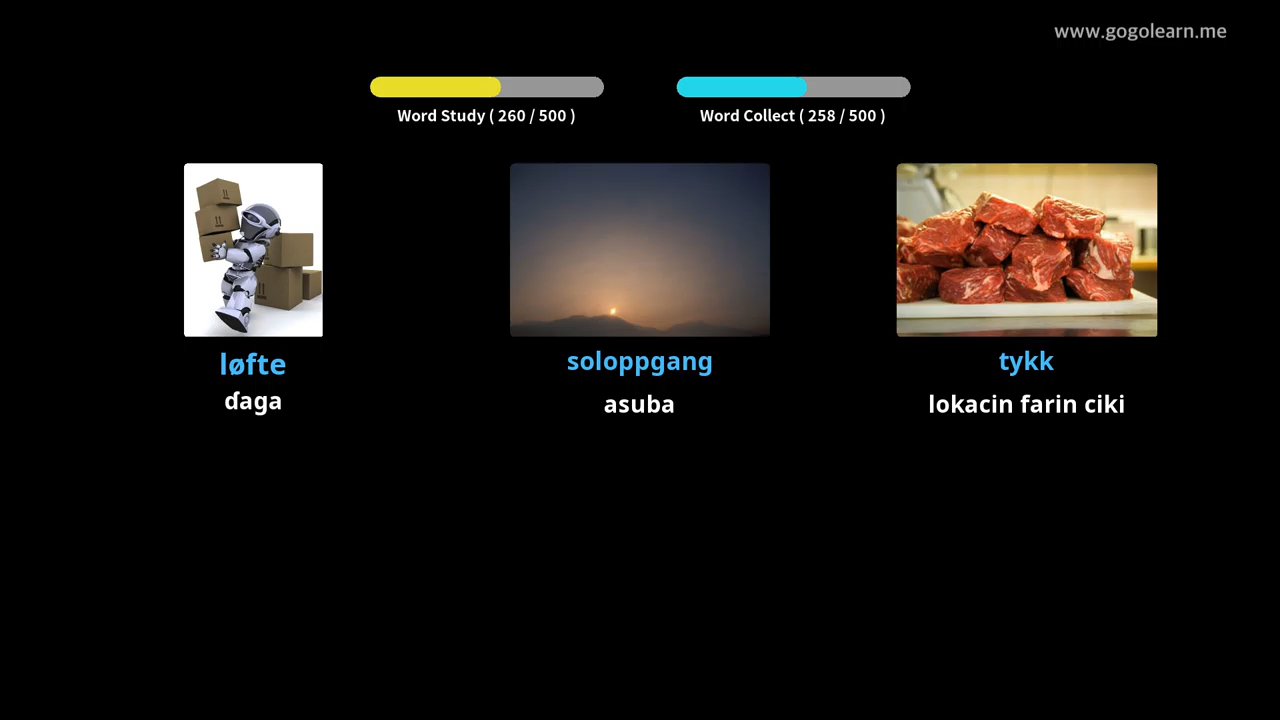 www.gogolearn.me
Word Study ( 260 / 500 )
Word Collect ( 258 / 500 )
løfte
ɗaga
soloppgang
asuba
tykk
lokacin farin ciki